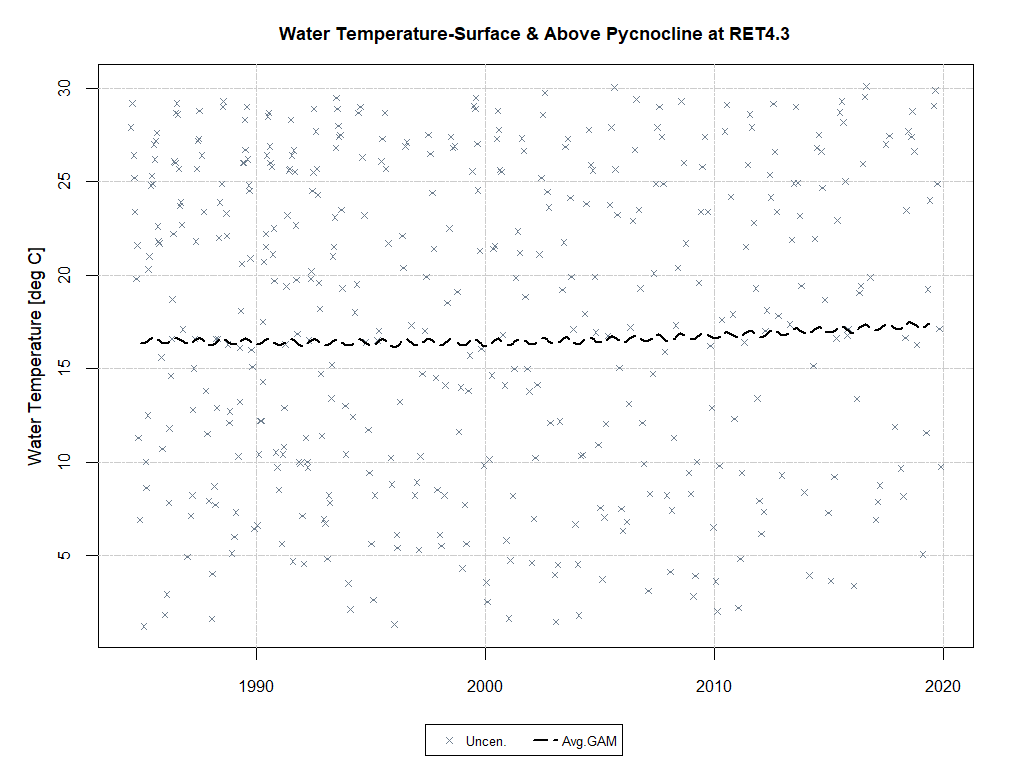 Water Temperature-Surface & Above Pycnocline at RET4.3
Water Temperature [deg C]
30
25
20
15
10
5
1990 2000 2010 2020
Uncen. Avg.GAM